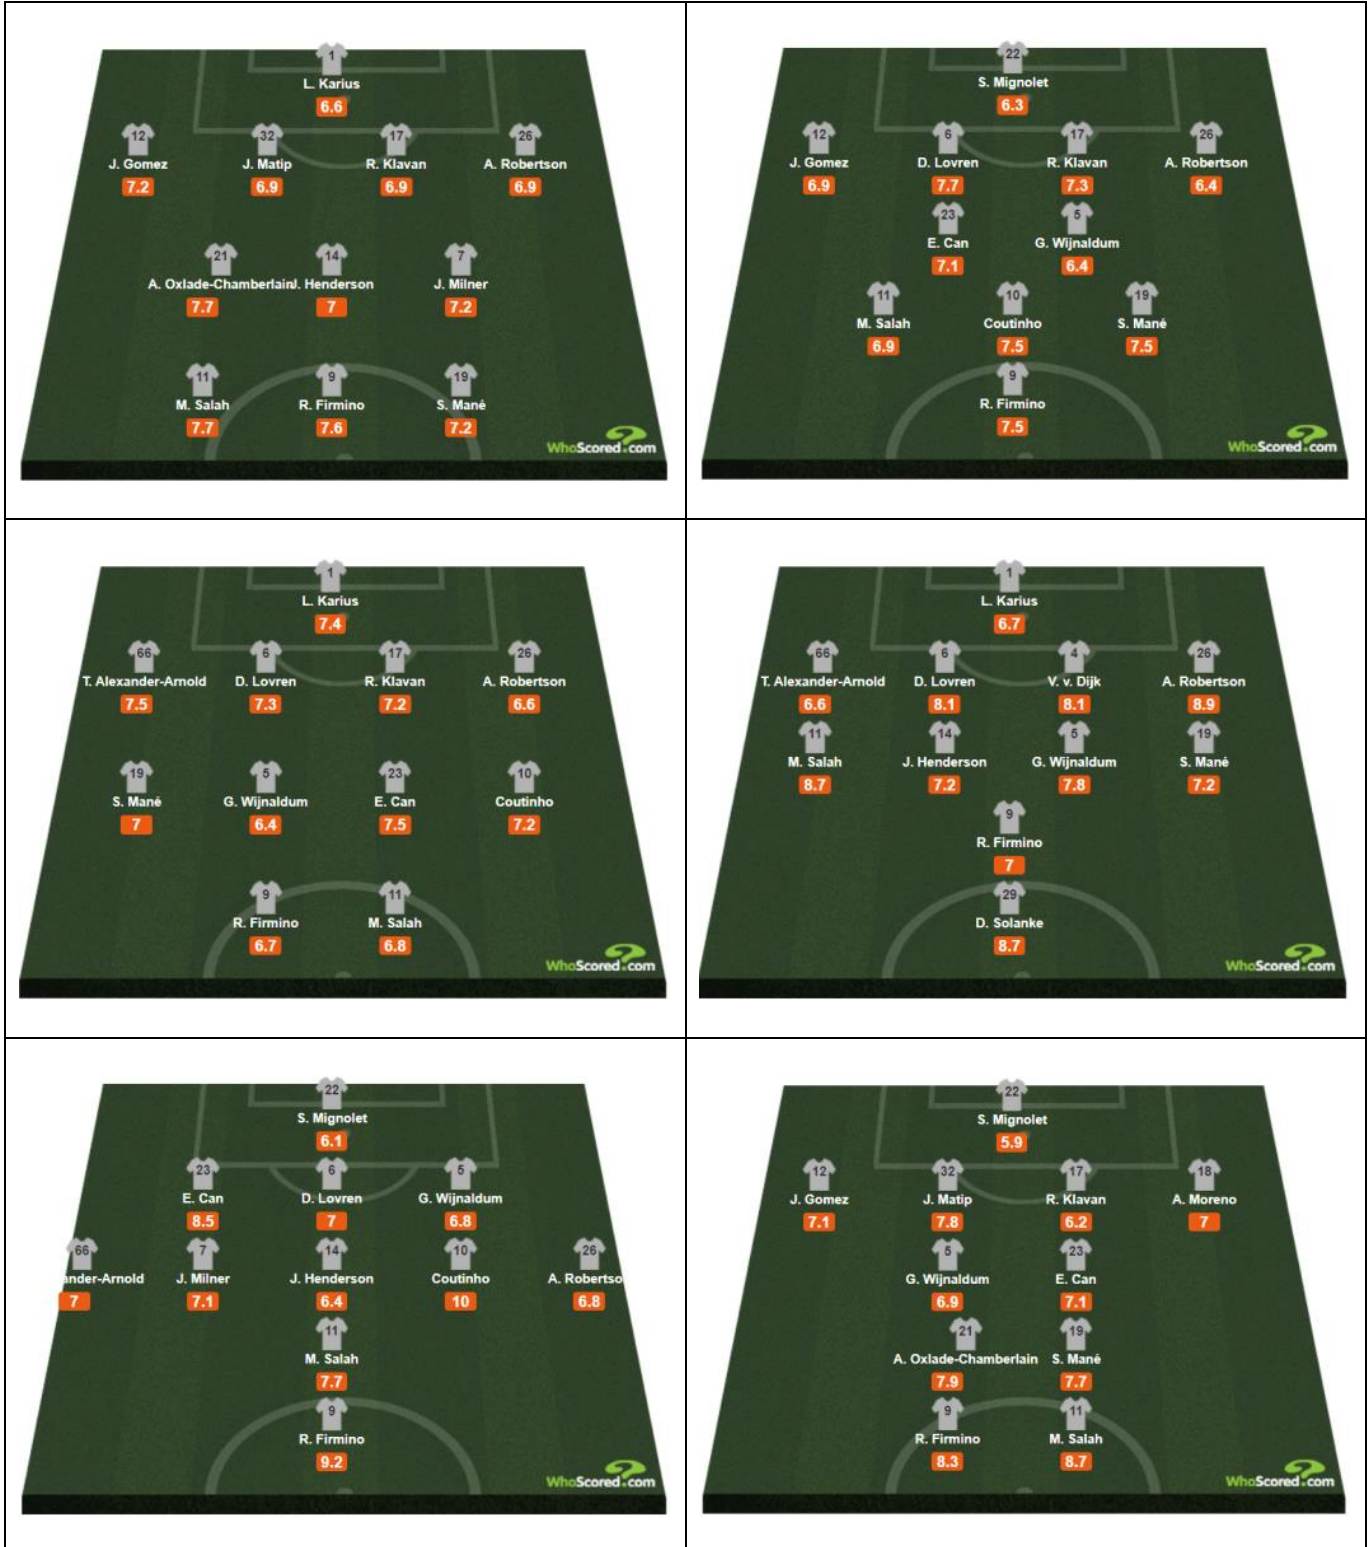 1
L. Karius
6.6
12 32 17 26
J. Gomez J. Matip R. Klavan A. Robertson
7.2 6.9 6.9 6.9
21 14 7
A. Oxlade-Chamberlain J. Henderson J. Milner
7.7 7 7.2
11 9 19
M. Salah R. Firmino S. Mané
7.7 7.6 7.2
WhoScored.com
22
S. Mignolet
6.3
12 6 17 26
J. Gomez D. Lovren R. Klavan A. Robertson
6.9 7.7 7.3 6.4
23 5
E. Can G. Wijnaldum
7.1 6.4
11 10 19
M. Salah Coutinho S. Mané
6.9 7.5 7.5
9
R. Firmino
7.5
WhoScored.com
1
L. Karius
7.4
66 6 17 26
T. Alexander-Arnold D. Lovren R. Klavan A. Robertson
7.5 7.3 7.2 6.6
19 5 23 10
S. Mané G. Wijnaldum E. Can Coutinho
7 6.4 7.5 7.2
9 11
R. Firmino M. Salah
6.7 6.8
WhoScored.com
1
L. Karius
6.7
66 6 4 26
T. Alexander-Arnold D. Lovren V. v. Dijk A. Robertson
6.6 8.1 8.1 8.9
11 14 5 19
M. Salah J. Henderson G. Wijnaldum S. Mané
8.7 7.2 7.8 7.2
9
R. Firmino
7
29
D. Solanke
8.7
WhoScored.com
22
S. Mignolet
6.1
23 6 5
E. Can D. Lovren G. Wijnaldum
8.5 7 6.8
66 7 14 10 26
ander-Arnold J. Milner J. Henderson Coutinho A. Robertso
7 7.1 6.4 10 6.8
11
M. Salah
7.7
9
R. Firmino
9.2
WhoScored.com
22
S. Mignolet
5.9
12 32 17 18
J. Gomez J. Matip R. Klavan A. Moreno
7.1 7.8 6.2 7
5 23
G. Wijnaldum E. Can
6.9 7.1
21 19
A. Oxlade-Chamberlain S. Mané
7.9 7.7
9 11
R. Firmino M. Salah
8.3 8.7
WhoScored.com